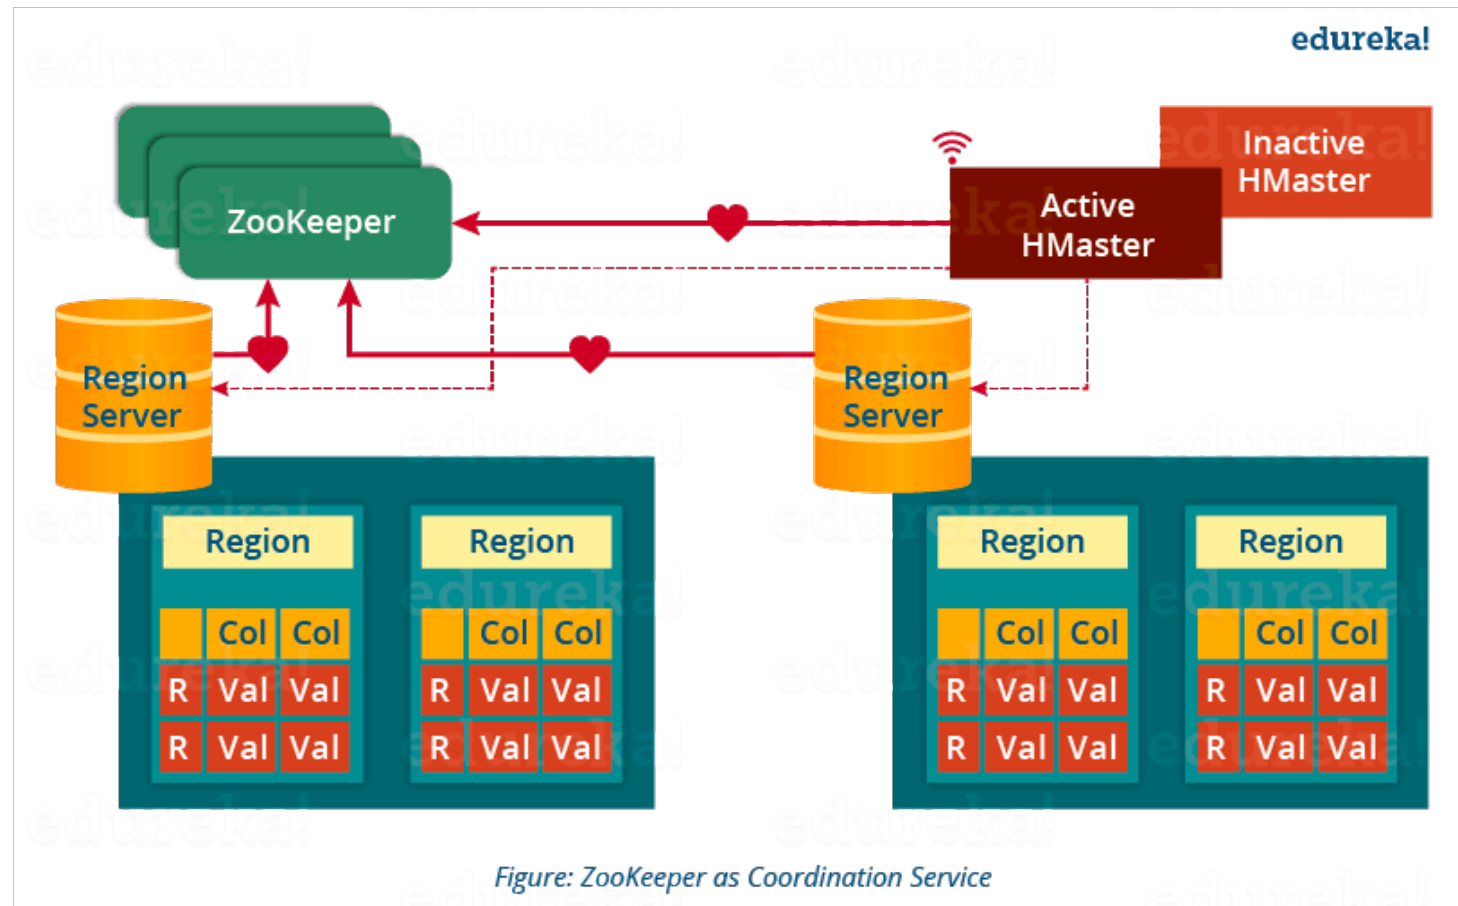 edureka!
Inactive
HMaster
ZooKeeper
Active
HMaster
Region
Server
Region
Server
Region
Region
Region
Region
Col Col
Col Col
Col Col
Col Col
R Val Val
R Val Val
R Val Val
R Val Val
R Val Val
R Val Val
R Val Val
R Val Val
Figure: ZooKeeper as Coordination Service